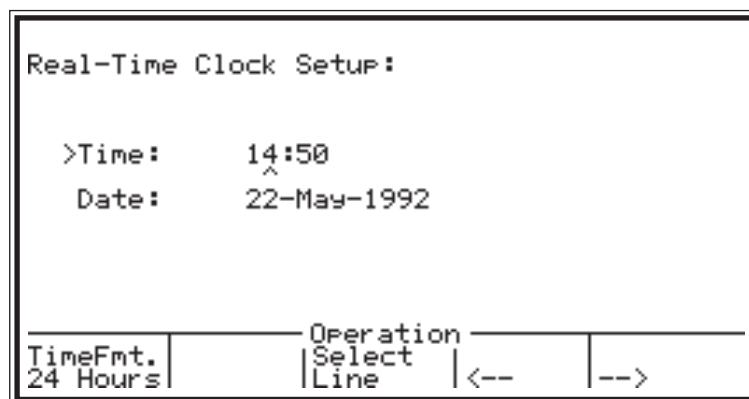 Real-Time Clock Setup:
>Time: 14:50
^
Date: 22-May-1992
Operation
TimeFmt. Select
24 Hours Line <-- -->